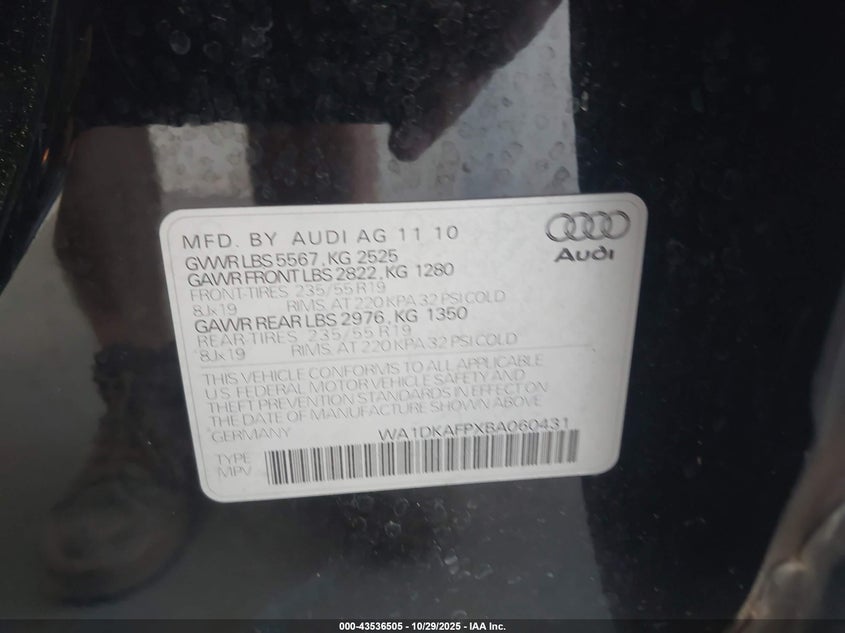 MFD. BY AUDI AG 11 10
GVWR LBS 5567, KG 2525
GAWR FRONT LBS 2822, KG 1280
FRONT-TIRES 235/55 R19
8Jx19 RIMS, AT 220 KPA 32 PSI COLD
GAWR REAR LBS 2976, KG 1350
REAR-TIRES 235/55 R19
8Jx19 RIMS, AT 220 KPA 32 PSI COLD
THIS VEHICLE CONFORMS TO ALL APPLICABLE
U.S. FEDERAL MOTOR VEHICLE SAFETY AND
THEFT PREVENTION STANDARDS IN EFFECT ON
THE DATE OF MANUFACTURE SHOWN ABOVE
GERMANY WA1DKAFPXBA060431
TYPE
MPV
Audi
000-43536505 - 10/29/2025 - IAA Inc.